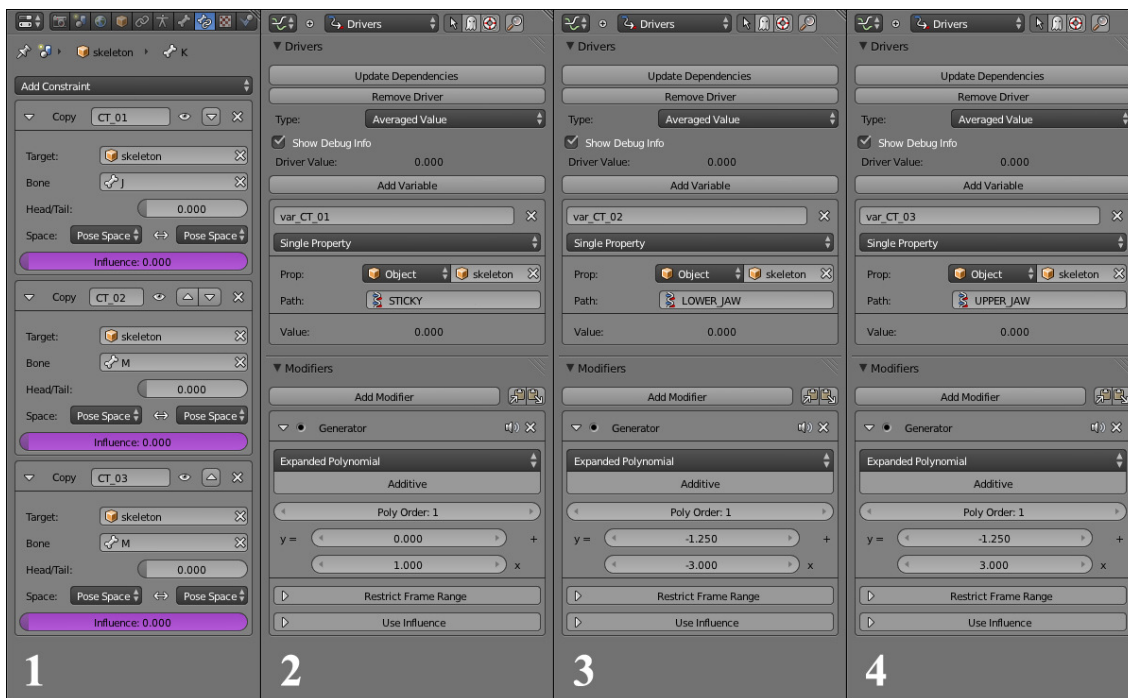 skeleton K
Add Constraint
Copy CT_01
Target: skeleton
Bone J
Head/Tail: 0.000
Space: Pose Space Pose Space
Influence: 0.000
Copy CT_02
Target: skeleton
Bone M
Head/Tail: 0.000
Space: Pose Space Pose Space
Influence: 0.000
Copy CT_03
Target: skeleton
Bone M
Head/Tail: 0.000
Space: Pose Space Pose Space
Influence: 0.000
1
Drivers
Drivers
Update Dependencies
Remove Driver
Type: Averaged Value
Show Debug Info
Driver Value: 0.000
Add Variable
var_CT_01
Single Property
Prop: Object skeleton
Path: STICKY
Value: 0.000
Modifiers
Add Modifier
Generator
Expanded Polynomial
Additive
Poly Order: 1
y = 0.000 +
1.000 x
Restrict Frame Range
Use Influence
2
Drivers
Drivers
Update Dependencies
Remove Driver
Type: Averaged Value
Show Debug Info
Driver Value: 0.000
Add Variable
var_CT_02
Single Property
Prop: Object skeleton
Path: LOWER_JAW
Value: 0.000
Modifiers
Add Modifier
Generator
Expanded Polynomial
Additive
Poly Order: 1
y = -1.250 +
-3.000 x
Restrict Frame Range
Use Influence
3
Drivers
Drivers
Update Dependencies
Remove Driver
Type: Averaged Value
Show Debug Info
Driver Value: 0.000
Add Variable
var_CT_03
Single Property
Prop: Object skeleton
Path: UPPER_JAW
Value: 0.000
Modifiers
Add Modifier
Generator
Expanded Polynomial
Additive
Poly Order: 1
y = -1.250 +
3.000 x
Restrict Frame Range
Use Influence
4